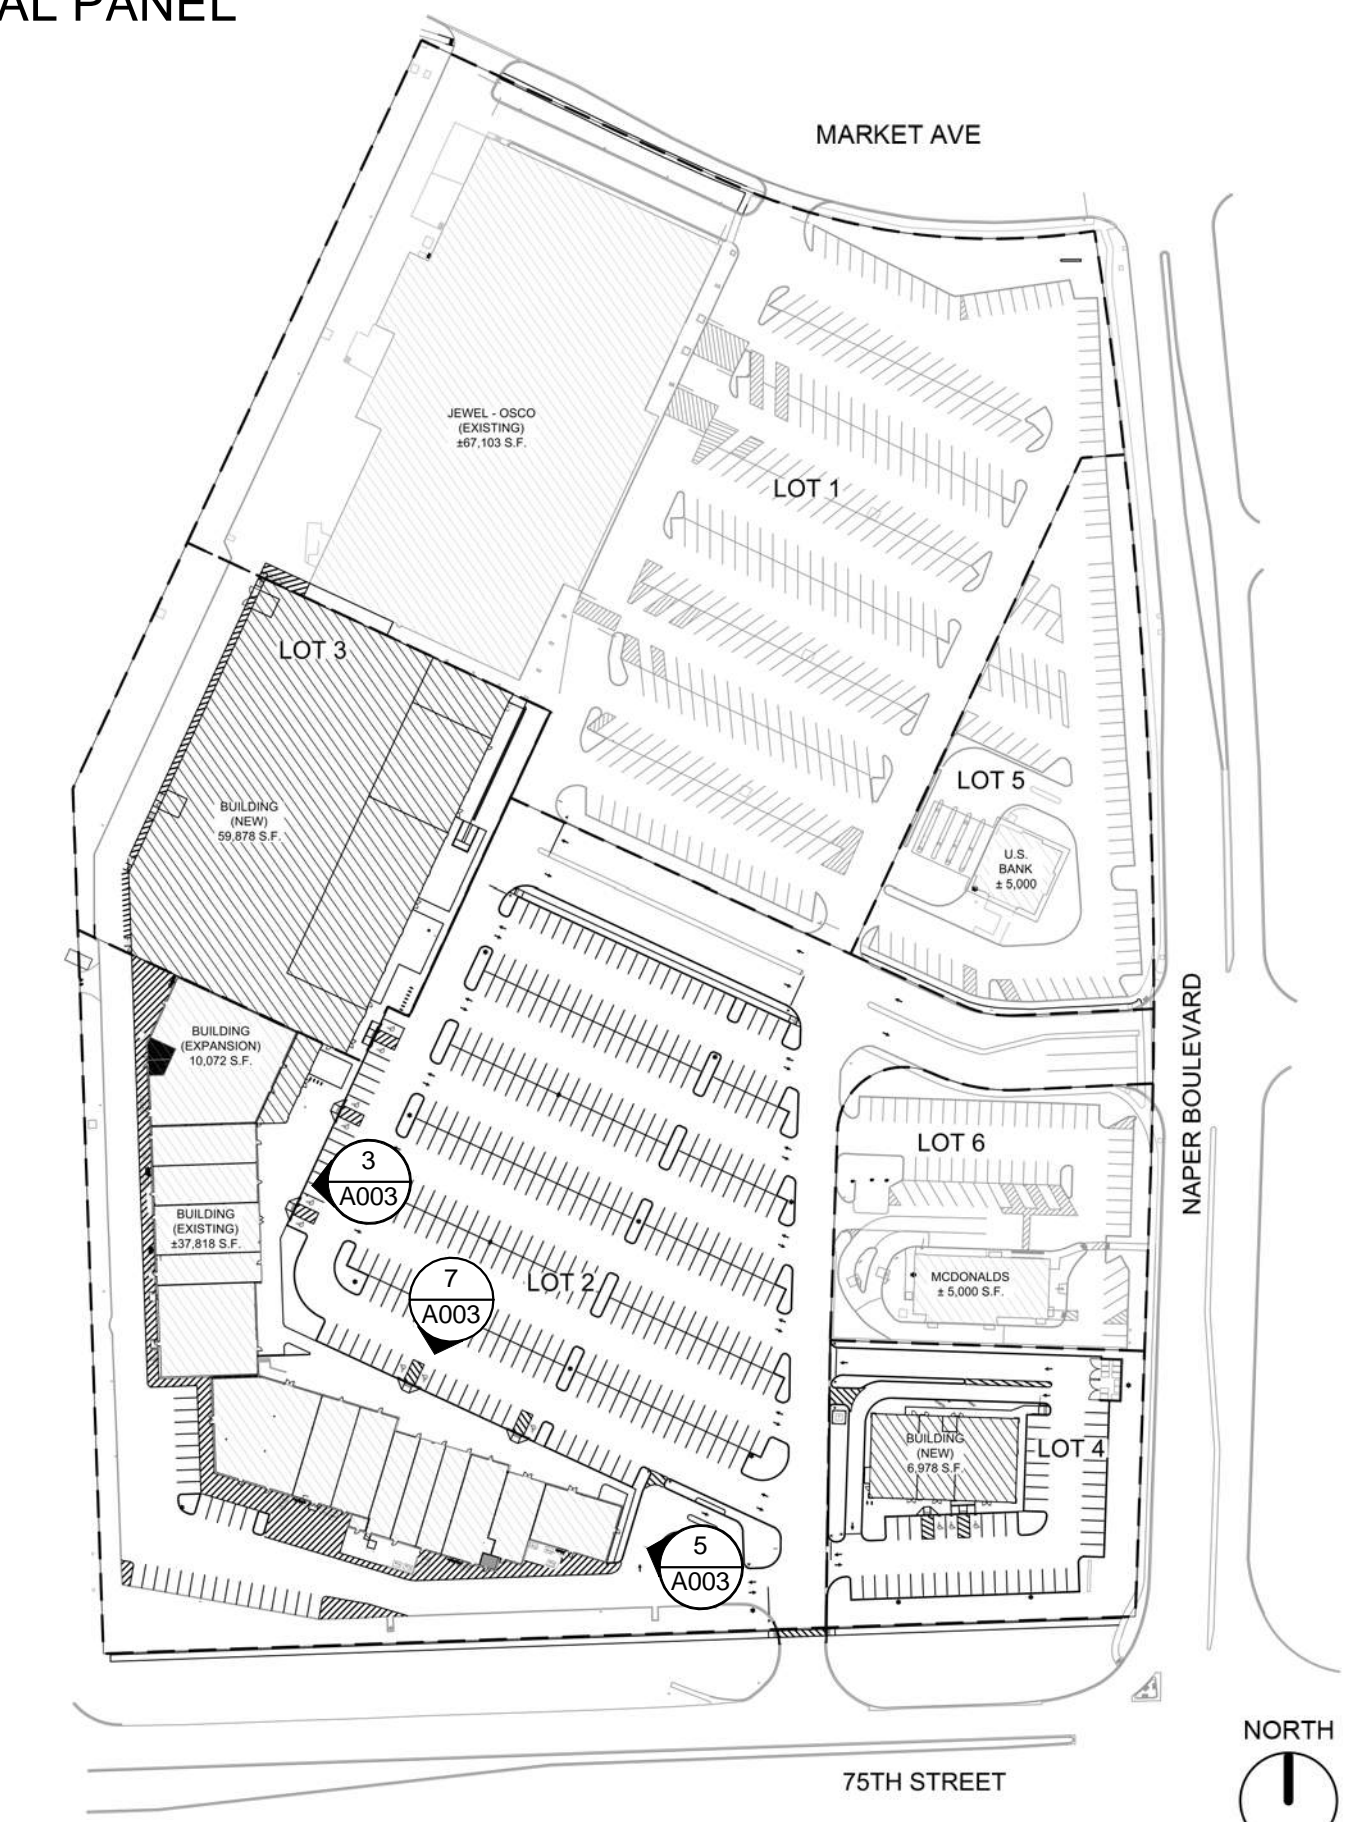 AL PANEL
MARKET AVE
JEWEL - OSCO
(EXISTING)
±67,103 S.F.
LOT 1
LOT 3
LOT 5
BUILDING
(NEW)
59,878 S.F.
U.S.
BANK
± 5,000
BUILDING
(EXPANSION)
10,072 S.F.
NAPER BOULEVARD
LOT 6
3
A003
BUILDING
(EXISTING)
±37,818 S.F.
7
A003
LOT 2
MCDONALDS
± 5,000 S.F.
BUILDING
(NEW)
6,978 S.F.
LOT 4
5
A003
NORTH
75TH STREET